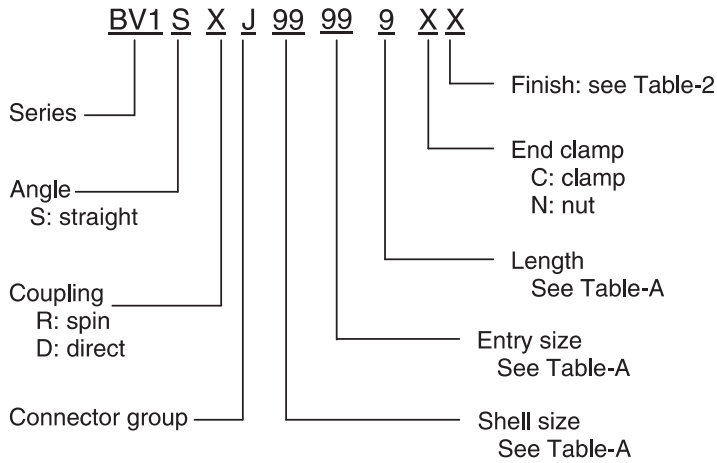 BV1 S X J 99 99 9 X X
Finish: see Table-2
Series
End clamp
C: clamp
N: nut
Angle
S: straight
Length
See Table-A
Coupling
R: spin
D: direct
Entry size
See Table-A
Connector group
Shell size
See Table-A